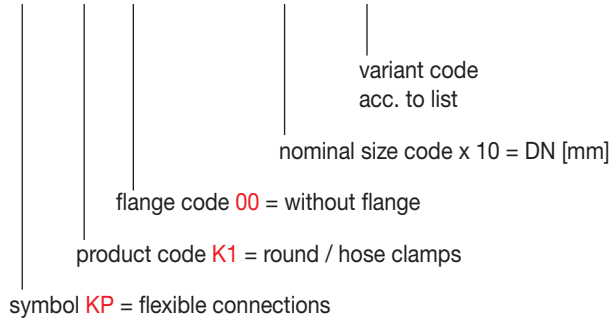 variant code
acc. to list
nominal size code x 10 = DN [mm]
flange code 00 = without flange
product code K1 = round / hose clamps
symbol KP = flexible connections